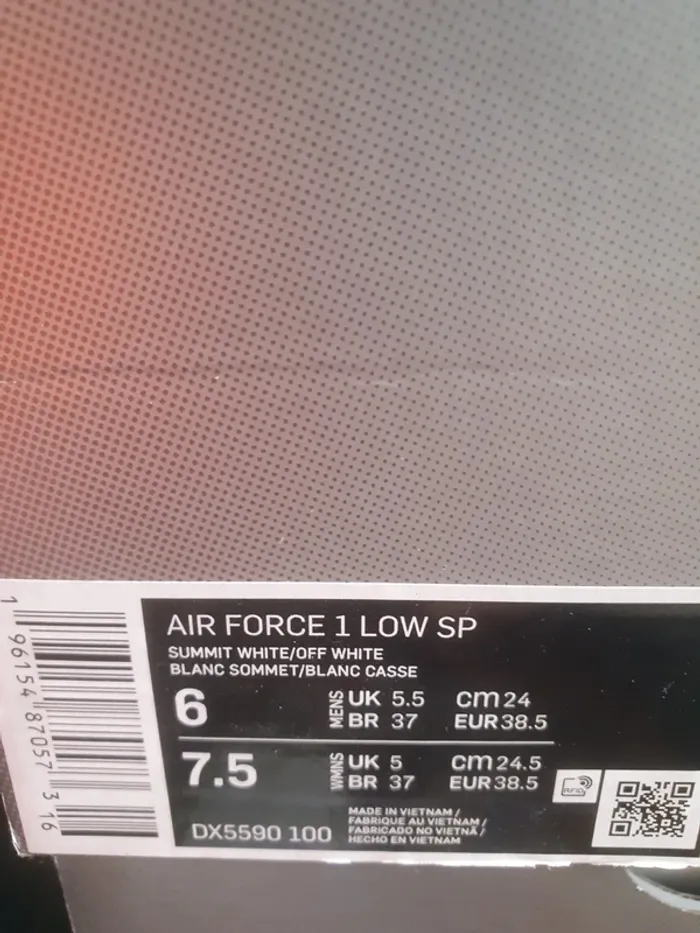 AIR FORCE 1 LOW SP
SUMMIT WHITE/OFF WHITE
BLANC SOMMET/BLANC CASSE
6 MENS UK 5.5 cm 24
BR 37 EUR 38.5
7.5 WMNS UK 5 cm 24.5
BR 37 EUR 38.5
DX5590 100
MADE IN VIETNAM /
FABRIQUE AU VIETNAM /
FABRICADO NO VIETNÃ /
HECHO EN VIETNAM
RFID
1 96154 87057 3 16